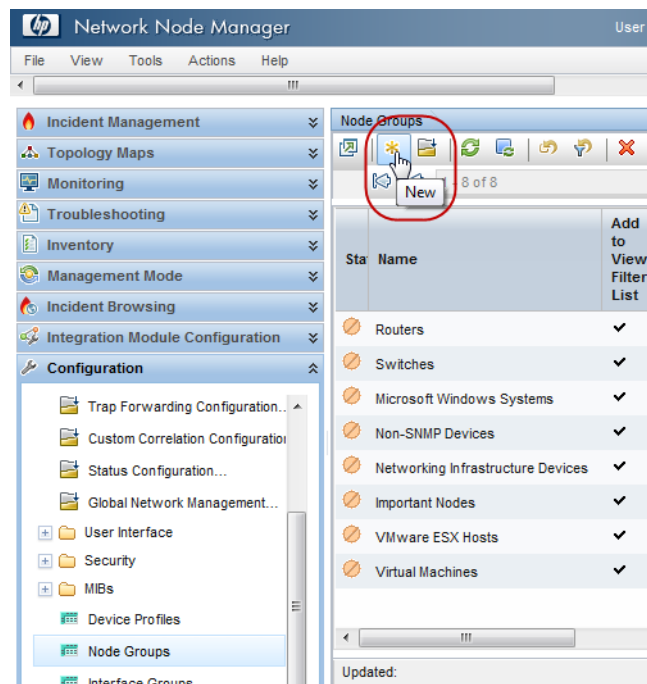 hp Network Node Manager User
File View Tools Actions Help
Incident Management
Topology Maps
Monitoring
Troubleshooting
Inventory
Management Mode
Incident Browsing
Integration Module Configuration
Configuration
Trap Forwarding Configuration..
Custom Correlation Configuration
Status Configuration...
Global Network Management...
User Interface
Security
MIBs
Device Profiles
Node Groups
Interface Groups
Node Groups
New
8 of 8
Sta Name
Add
to
View
Filter
List
Routers
Switches
Microsoft Windows Systems
Non-SNMP Devices
Networking Infrastructure Devices
Important Nodes
VMware ESX Hosts
Virtual Machines
Updated: